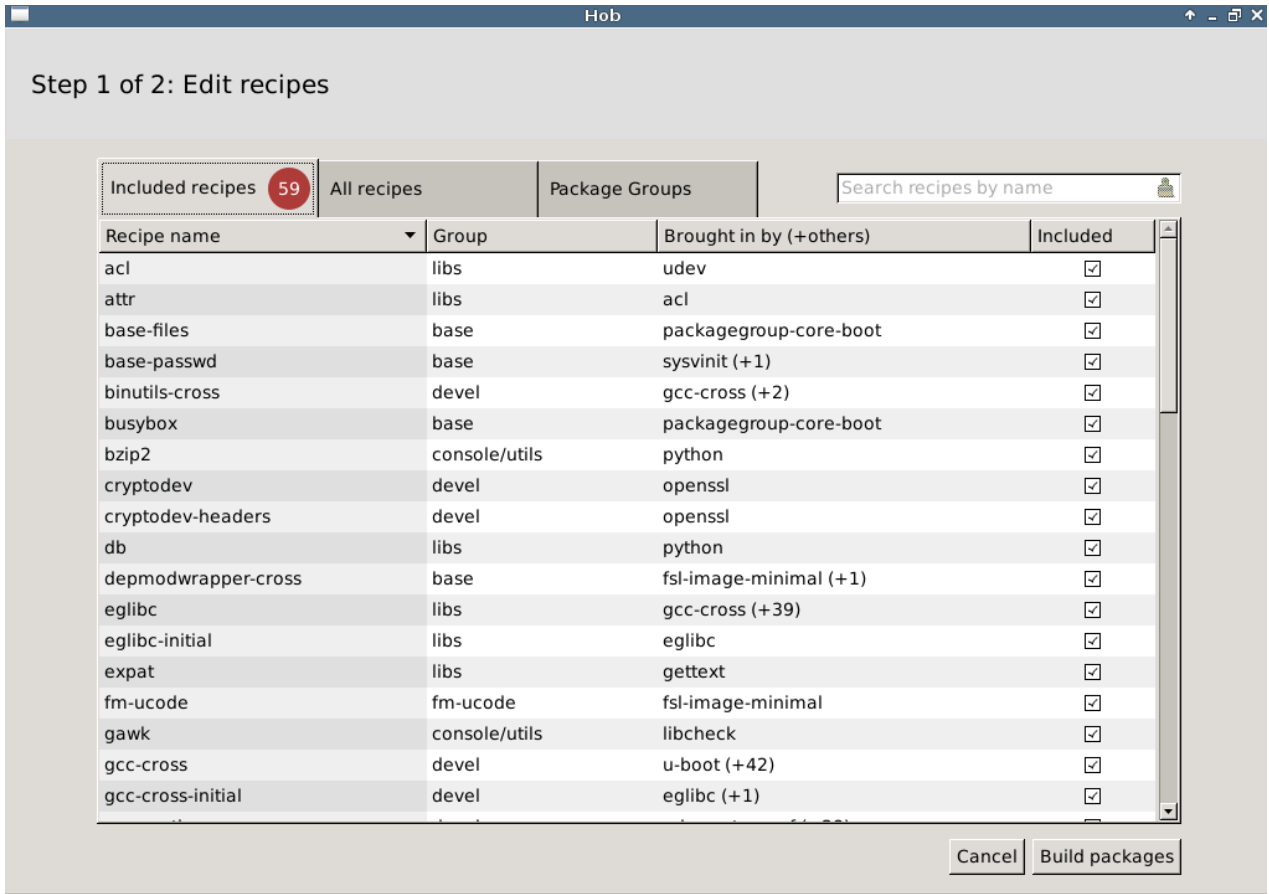 Hob
Step 1 of 2: Edit recipes
Included recipes 59 All recipes Package Groups Search recipes by name
Recipe name Group Brought in by (+others) Included
acl libs udev
attr libs acl
base-files base packagegroup-core-boot
base-passwd base sysvinit (+1)
binutils-cross devel gcc-cross (+2)
busybox base packagegroup-core-boot
bzip2 console/utils python
cryptodev devel openssl
cryptodev-headers devel openssl
db libs python
depmodwrapper-cross base fsl-image-minimal (+1)
eglibc libs gcc-cross (+39)
eglibc-initial libs eglibc
expat libs gettext
fm-ucode fm-ucode fsl-image-minimal
gawk console/utils libcheck
gcc-cross devel u-boot (+42)
gcc-cross-initial devel eglibc (+1)
Cancel Build packages